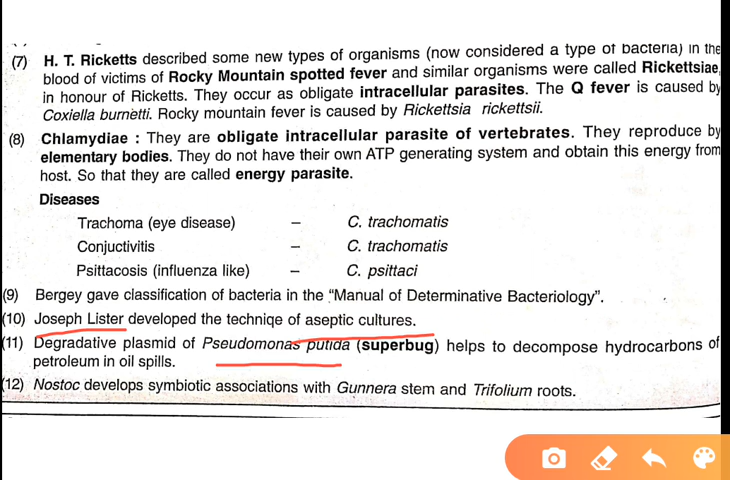 (7) H. T. Ricketts described some new types of organisms (now considered a type of bacteria) in the
blood of victims of Rocky Mountain spotted fever and similar organisms were called Rickettsiae,
in honour of Ricketts. They occur as obligate intracellular parasites. The Q fever is caused by
Coxiella burnetti. Rocky mountain fever is caused by Rickettsia rickettsii.
(8) Chlamydiae : They are obligate intracellular parasite of vertebrates. They reproduce by
elementary bodies. They do not have their own ATP generating system and obtain this energy from
host. So that they are called energy parasite.
Diseases
Trachoma (eye disease) – C. trachomatis
Conjuctivitis – C. trachomatis
Psittacosis (influenza like) – C. psittaci
(9) Bergey gave classification of bacteria in the "Manual of Determinative Bacteriology".
(10) Joseph Lister developed the techniqe of aseptic cultures.
(11) Degradative plasmid of Pseudomonas putida (superbug) helps to decompose hydrocarbons of
petroleum in oil spills.
(12) Nostoc develops symbiotic associations with Gunnera stem and Trifolium roots.